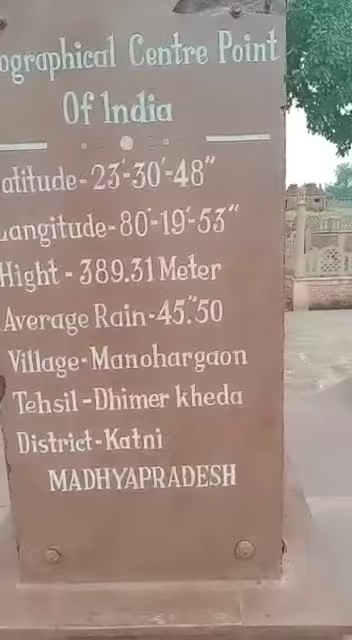 ographical Centre Point
Of India
atitude-23°-30'-48"
Langitude-80°-19'-53"
Hight - 389.31 Meter
Average Rain-45".50
Village-Manohargaon
Tehsil-Dhimer kheda
District-Katni
MADHYAPRADESH